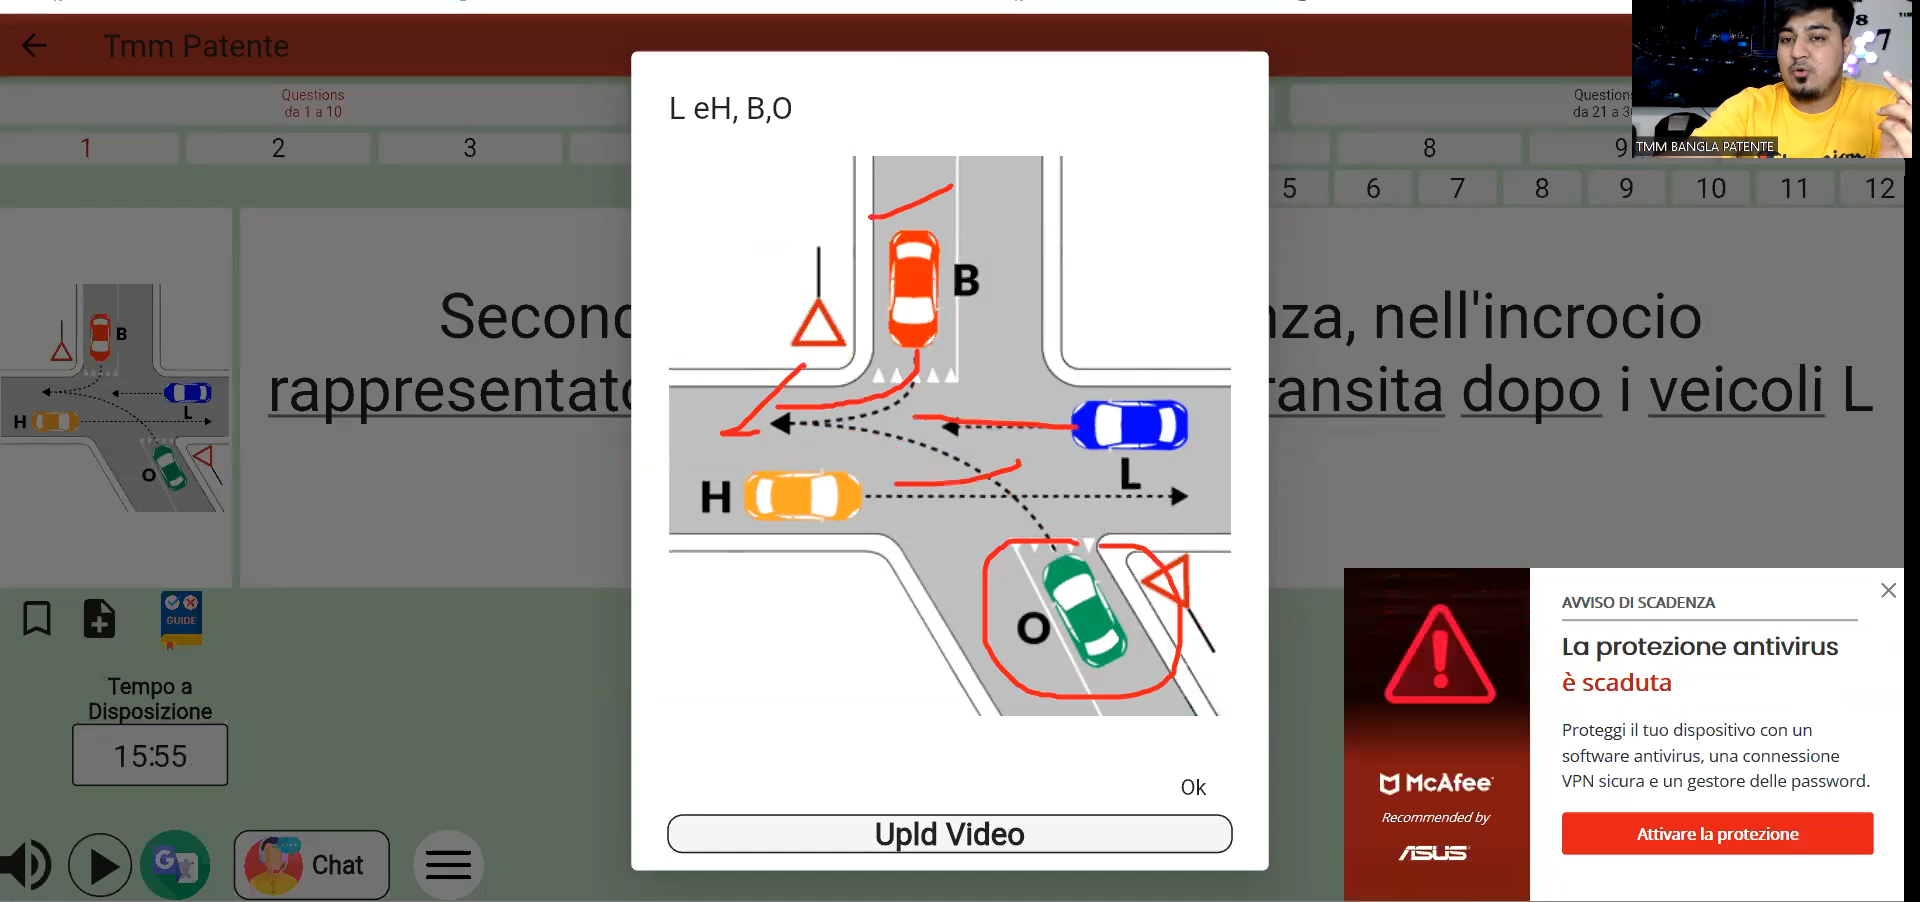 Tmm Patente
Questions
da 1 a 10
Questions
da 21 a 3
1
2
3
8
9
5
6
7
8
9
10
11
12
TMM BANGLA PATENTE
L eH, B,O
B
L
H
O
Second
nza, nell'incrocio
rappresentato
ansita dopo i veicoli L
B
L
H
O
GUIDE
Tempo a
Disposizione
15:55
Chat
Ok
Upld Video
AVVISO DI SCADENZA
La protezione antivirus
è scaduta
Proteggi il tuo dispositivo con un
software antivirus, una connessione
VPN sicura e un gestore delle password.
Attivare la protezione
McAfee
Recommended by
ASUS